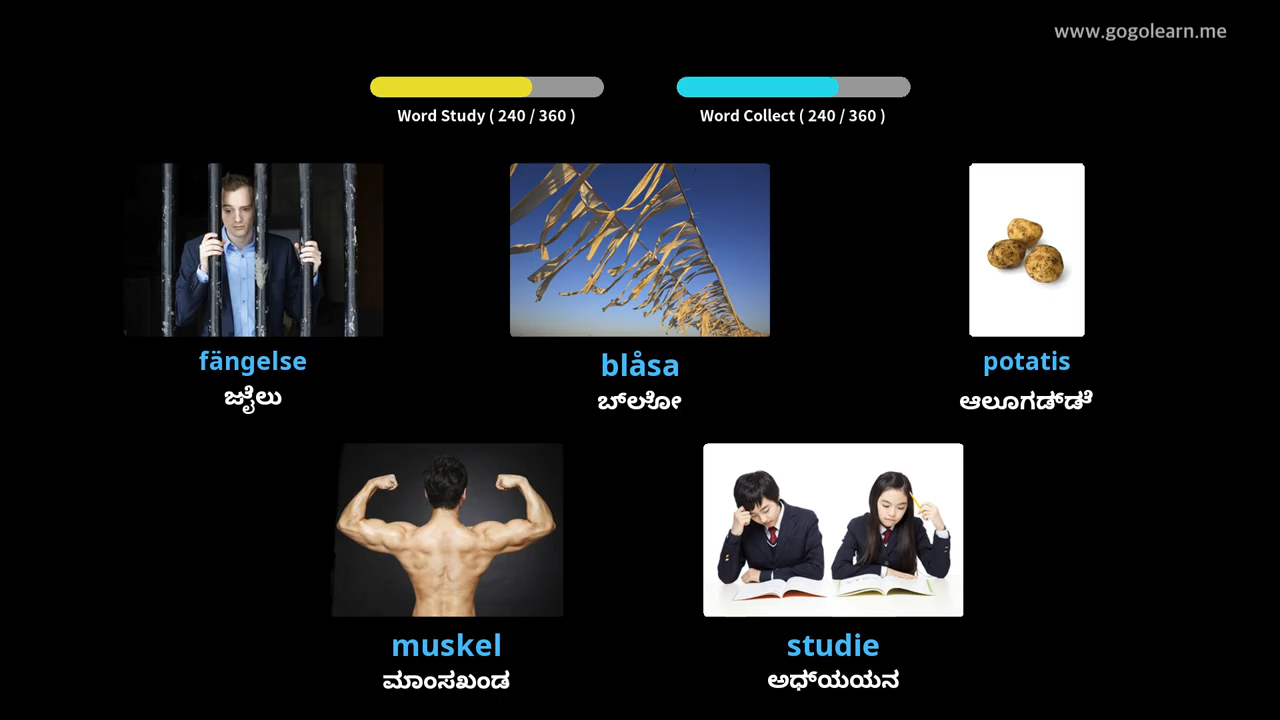 www.gogolearn.me
Word Study ( 240 / 360 )
Word Collect ( 240 / 360 )
fängelse
ಜೈಲು
blåsa
ಬ್ಲೋ
potatis
ಆಲೂಗಡ್ಡೆ
muskel
ಮಾಂಸಖಂಡ
studie
ಅಧ್ಯಯನ